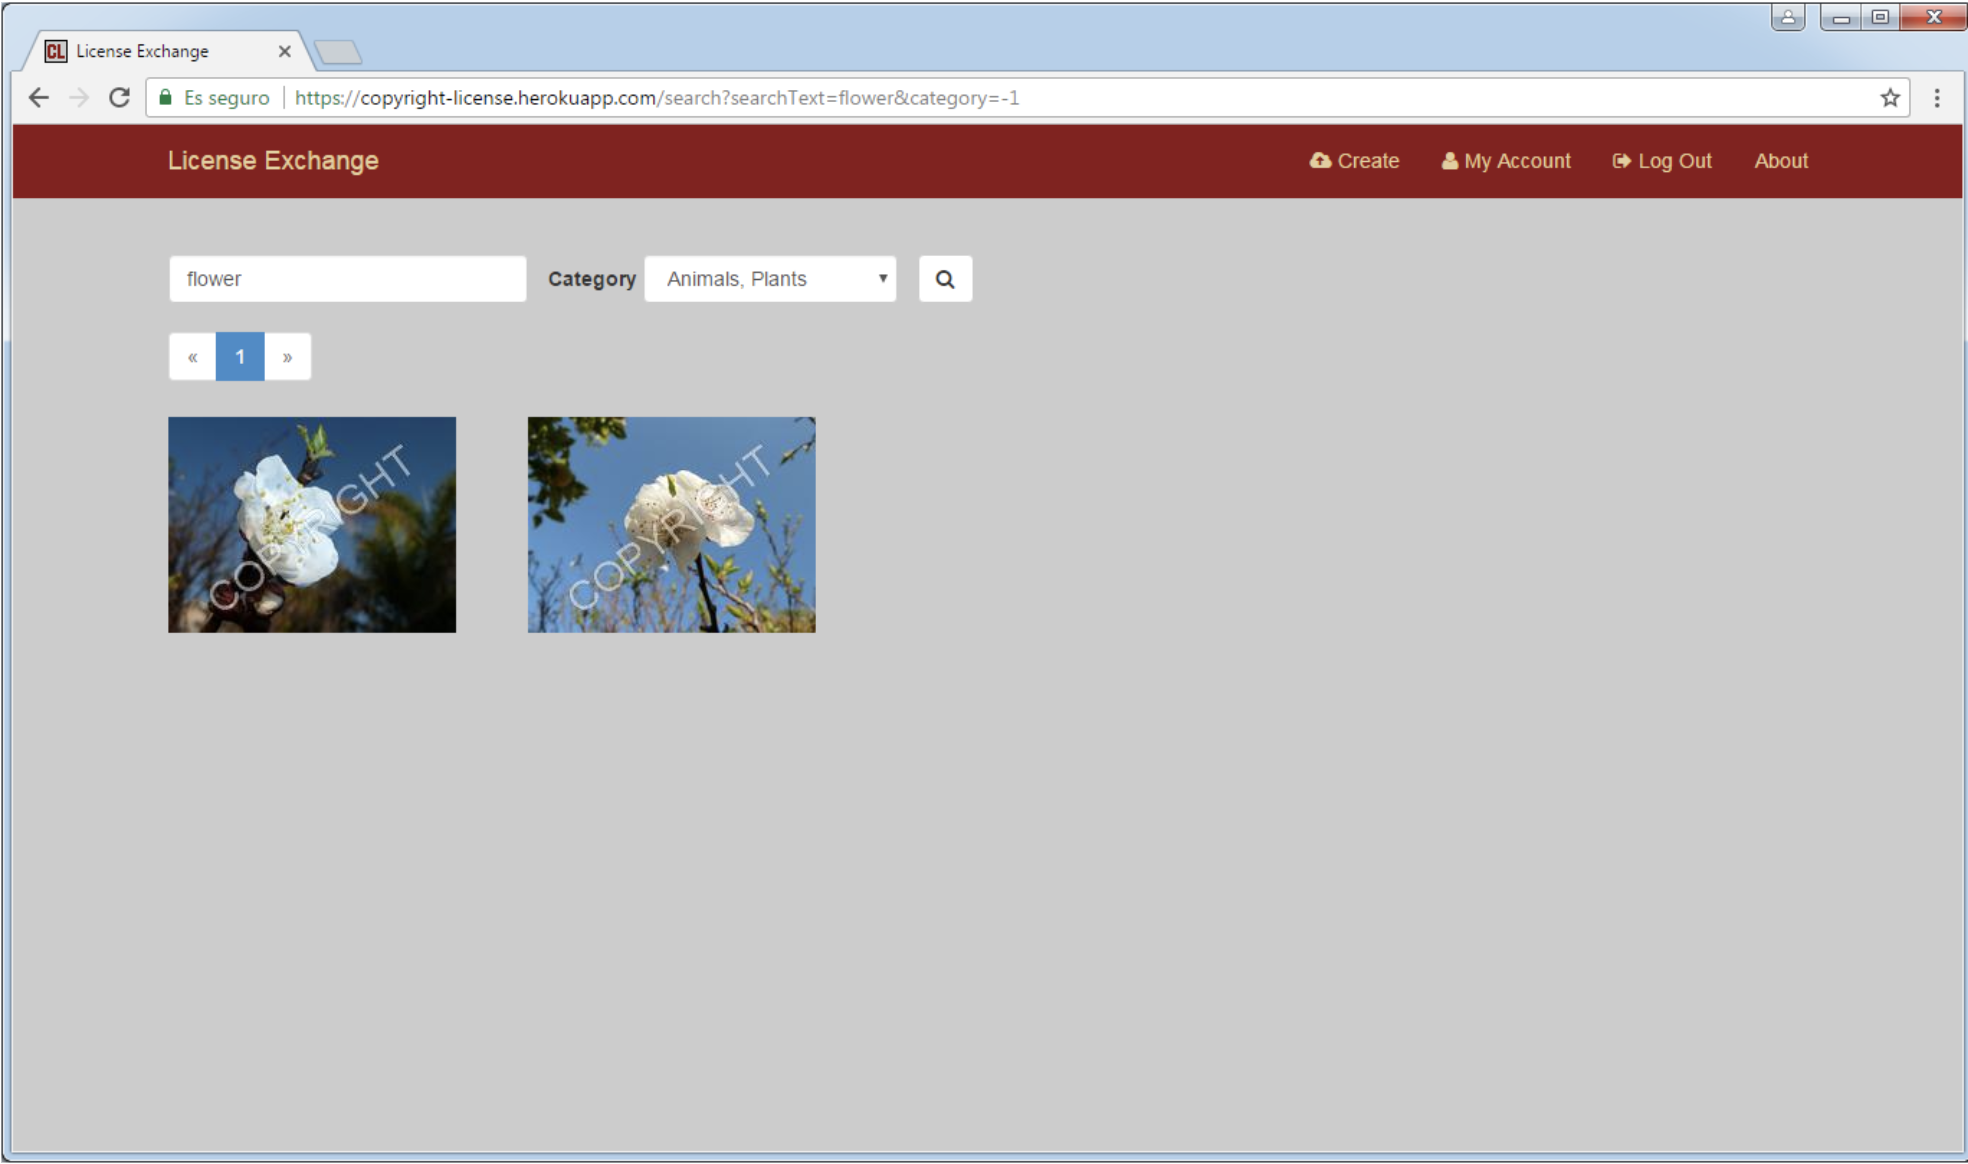 CL License Exchange
Es seguro https://copyright-license.herokuapp.com/search?searchText=flower&category=-1
License Exchange Create My Account Log Out About
flower Category Animals, Plants
« 1 »
COPYRIGHT COPYRIGHT